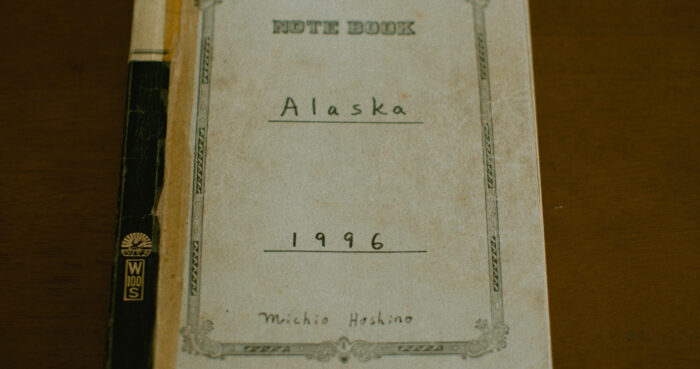 NOTE BOOK
Alaska
1996
Michio Hoshino
W
100
S